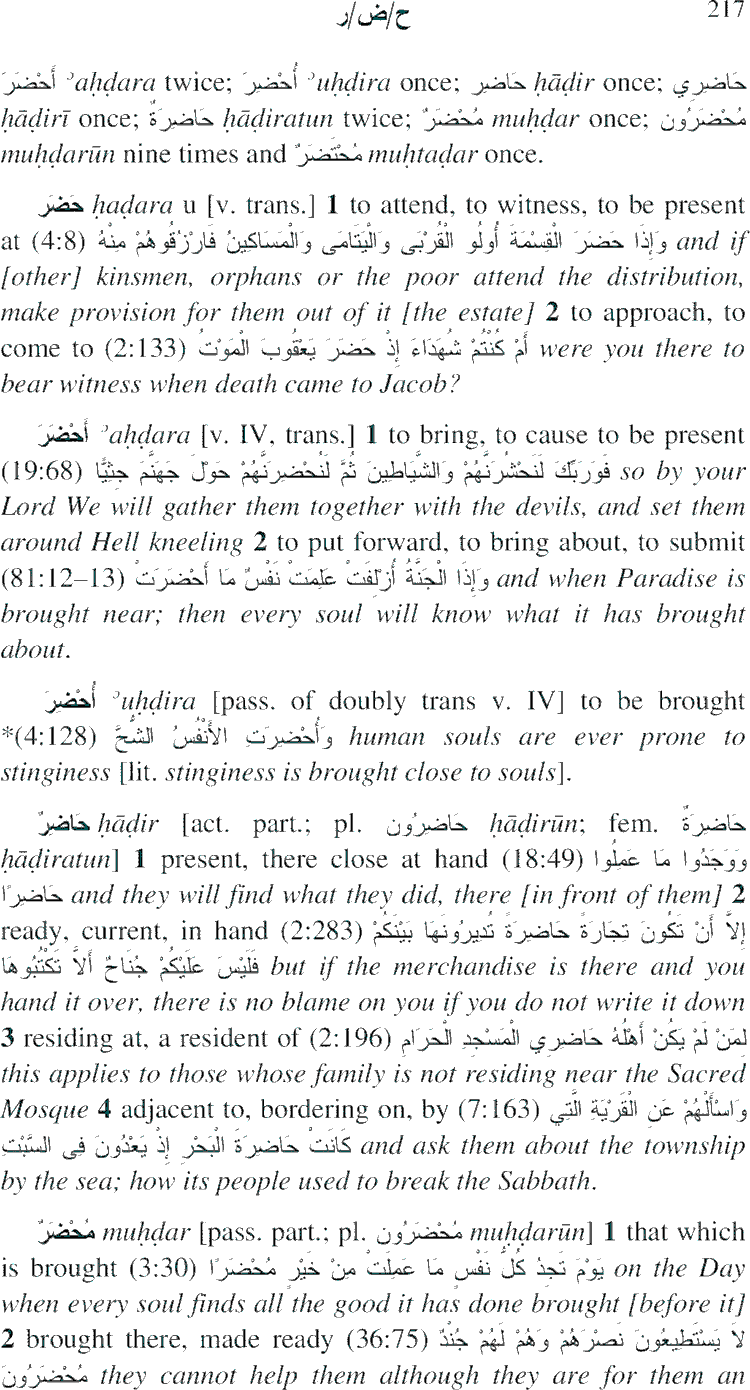 ح/ض/ر 217
أَحْضَرَ ʾaḥḍara twice; أُحْضِرَ ʾuḥḍira once; حَاضِر ḥāḍir once; حَاضِرِي
ḥāḍirī once; حَاضِرَةٌ ḥāḍiratun twice; مُحْضَرٌ muḥḍar once; مُحْضَرُون
muḥḍarūn nine times and مُحْتَضَرٌ muḥtaḍar once.
حَضَر ḥaḍara u [v. trans.] 1 to attend, to witness, to be present
at (4:8) وَإِذَا حَضَرَ الْقِسْمَةَ أُولُو الْقُرْبَى وَالْيَتَامَى وَالْمَسَاكِينُ فَارْزُقُوهُمْ مِنْهُ and if
[other] kinsmen, orphans or the poor attend the distribution,
make provision for them out of it [the estate] 2 to approach, to
come to (2:133) أَمْ كُنْتُمْ شُهَدَاءَ إِذْ حَضَرَ يَعْقُوبَ الْمَوْتُ were you there to
bear witness when death came to Jacob?
أَحْضَرَ ʾaḥḍara [v. IV, trans.] 1 to bring, to cause to be present
(19:68) فَوَرَبِّكَ لَنَحْشُرَنَّهُمْ وَالشَّيَاطِينَ ثُمَّ لَنُحْضِرَنَّهُمْ حَوْلَ جَهَنَّمَ جِثِيًّا so by your
Lord We will gather them together with the devils, and set them
around Hell kneeling 2 to put forward, to bring about, to submit
(81:12–13) وَإِذَا الْجَنَّةُ أُزْلِفَتْ عَلِمَتْ نَفْسٌ مَا أَحْضَرَتْ and when Paradise is
brought near; then every soul will know what it has brought
about.
أُحْضِرَ ʾuḥḍira [pass. of doubly trans v. IV] to be brought
*(4:128) وَأُحْضِرَتِ الأَنْفُسُ الشُّحَّ human souls are ever prone to
stinginess [lit. stinginess is brought close to souls].
حَاضِرٌ ḥāḍir [act. part.; pl. حَاضِرُون ḥāḍirūn; fem. حَاضِرَةٌ
ḥāḍiratun] 1 present, there close at hand (18:49) وَوَجَدُوا مَا عَمِلُوا
حَاضِرًا and they will find what they did, there [in front of them] 2
ready, current, in hand (2:283) إِلاَّ أَنْ تَكُونَ تِجَارَةً حَاضِرَةً تُدِيرُونَهَا بَيْنَكُمْ
فَلَيْسَ عَلَيْكُمْ جُنَاحٌ أَلاَّ تَكْتُبُوهَا but if the merchandise is there and you
hand it over, there is no blame on you if you do not write it down
3 residing at, a resident of (2:196) لِمَنْ لَمْ يَكُنْ أَهْلُهُ حَاضِرِي الْمَسْجِدِ الْحَرَامِ
this applies to those whose family is not residing near the Sacred
Mosque 4 adjacent to, bordering on, by (7:163) وَاسْأَلْهُمْ عَنِ الْقَرْيَةِ الَّتِي
كَانَتْ حَاضِرَةَ الْبَحْرِ إِذْ يَعْدُونَ فِى السَّبْتِ and ask them about the township
by the sea; how its people used to break the Sabbath.
مُحْضَرٌ muḥḍar [pass. part.; pl. مُحْضَرُون muḥḍarūn] 1 that which
is brought (3:30) يَوْمَ تَجِدُ كُلُّ نَفْسٍ مَا عَمِلَتْ مِنْ خَيْرٍ مُحْضَرًا on the Day
when every soul finds all the good it has done brought [before it]
2 brought there, made ready (36:75) لاَ يَسْتَطِيعُونَ نَصْرَهُمْ وَهُمْ لَهُمْ جُنْدٌ
مُحْضَرُونَ they cannot help them although they are for them an